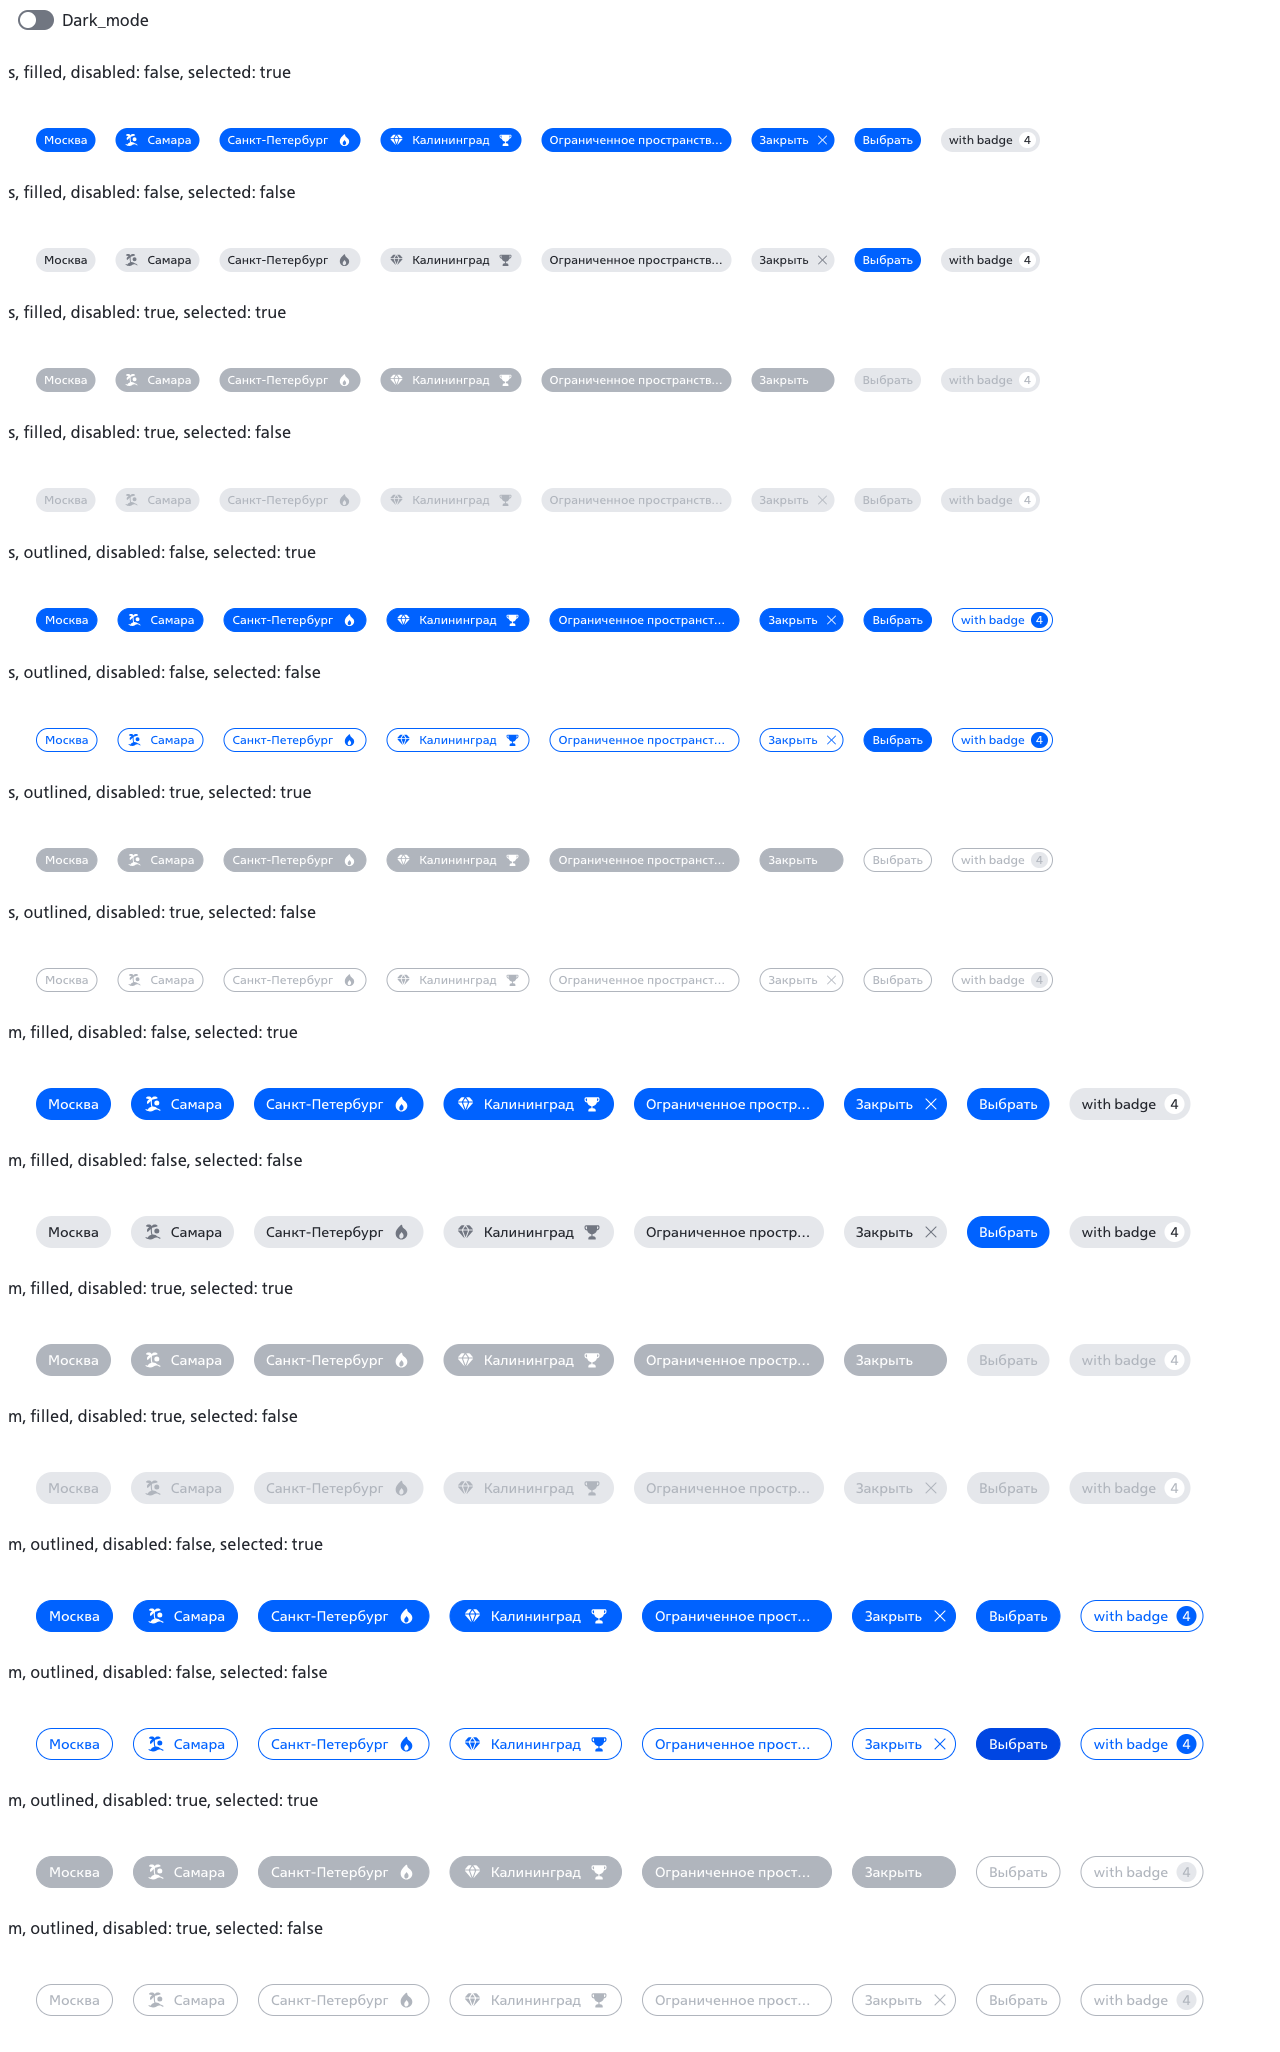 Dark_mode
s, filled, disabled: false, selected: true
Москва Самара Санкт-Петербург Калининград Ограниченное пространств... Закрыть Выбрать with badge 4
s, filled, disabled: false, selected: false
Москва Самара Санкт-Петербург Калининград Ограниченное пространств... Закрыть Выбрать with badge 4
s, filled, disabled: true, selected: true
Москва Самара Санкт-Петербург Калининград Ограниченное пространств... Закрыть Выбрать with badge 4
s, filled, disabled: true, selected: false
Москва Самара Санкт-Петербург Калининград Ограниченное пространств... Закрыть Выбрать with badge 4
s, outlined, disabled: false, selected: true
Москва Самара Санкт-Петербург Калининград Ограниченное пространст... Закрыть Выбрать with badge 4
s, outlined, disabled: false, selected: false
Москва Самара Санкт-Петербург Калининград Ограниченное пространст... Закрыть Выбрать with badge 4
s, outlined, disabled: true, selected: true
Москва Самара Санкт-Петербург Калининград Ограниченное пространст... Закрыть Выбрать with badge 4
s, outlined, disabled: true, selected: false
Москва Самара Санкт-Петербург Калининград Ограниченное пространст... Закрыть Выбрать with badge 4
m, filled, disabled: false, selected: true
Москва Самара Санкт-Петербург Калининград Ограниченное простр... Закрыть Выбрать with badge 4
m, filled, disabled: false, selected: false
Москва Самара Санкт-Петербург Калининград Ограниченное простр... Закрыть Выбрать with badge 4
m, filled, disabled: true, selected: true
Москва Самара Санкт-Петербург Калининград Ограниченное простр... Закрыть Выбрать with badge 4
m, filled, disabled: true, selected: false
Москва Самара Санкт-Петербург Калининград Ограниченное простр... Закрыть Выбрать with badge 4
m, outlined, disabled: false, selected: true
Москва Самара Санкт-Петербург Калининград Ограниченное прост... Закрыть Выбрать with badge 4
m, outlined, disabled: false, selected: false
Москва Самара Санкт-Петербург Калининград Ограниченное прост... Закрыть Выбрать with badge 4
m, outlined, disabled: true, selected: true
Москва Самара Санкт-Петербург Калининград Ограниченное прост... Закрыть Выбрать with badge 4
m, outlined, disabled: true, selected: false
Москва Самара Санкт-Петербург Калининград Ограниченное прост... Закрыть Выбрать with badge 4